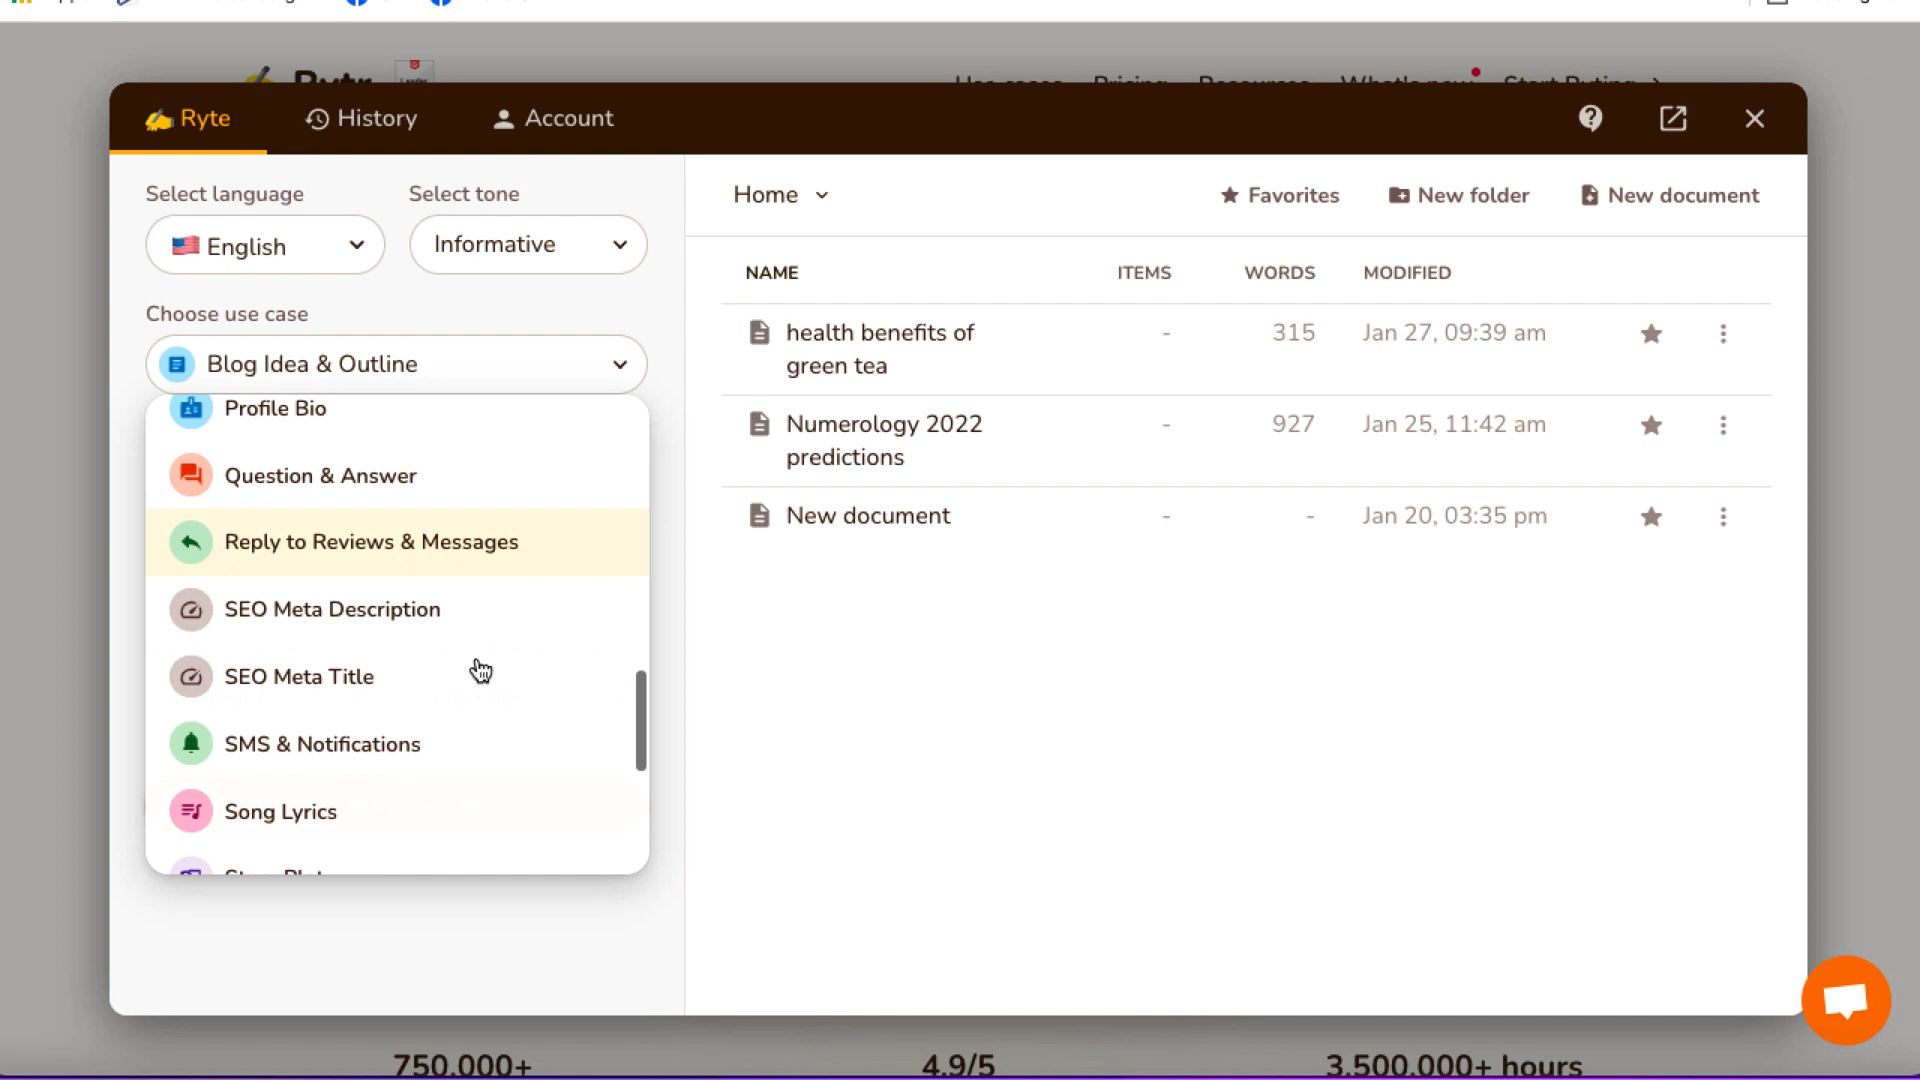 Ryte
History
Account
Select language
Select tone
Home
Favorites
New folder
New document
English
Informative
NAME
ITEMS
WORDS
MODIFIED
Choose use case
Blog Idea & Outline
health benefits of
green tea
-
315
Jan 27, 09:39 am
Numerology 2022
predictions
-
927
Jan 25, 11:42 am
New document
-
-
Jan 20, 03:35 pm
Profile Bio
Question & Answer
Reply to Reviews & Messages
SEO Meta Description
SEO Meta Title
SMS & Notifications
Song Lyrics
750,000+
4.9/5
3,500,000+ hours